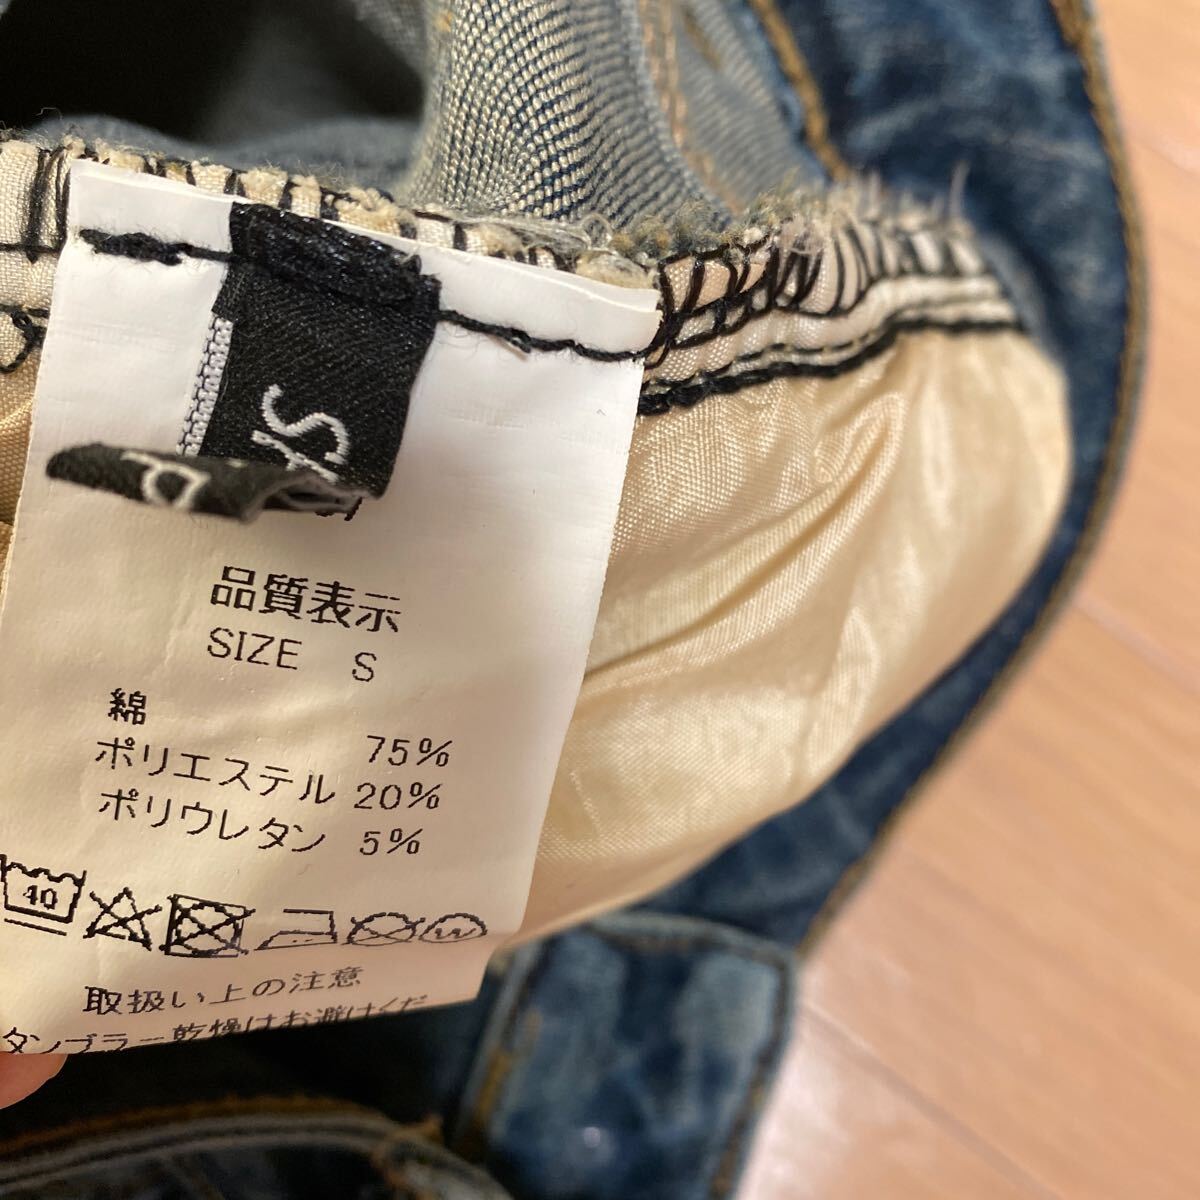 品質表示
SIZE S
綿 75%
ポリエステル 20%
ポリウレタン 5%
40
W
取扱い上の注意
タンブラー乾燥はお避けくだ